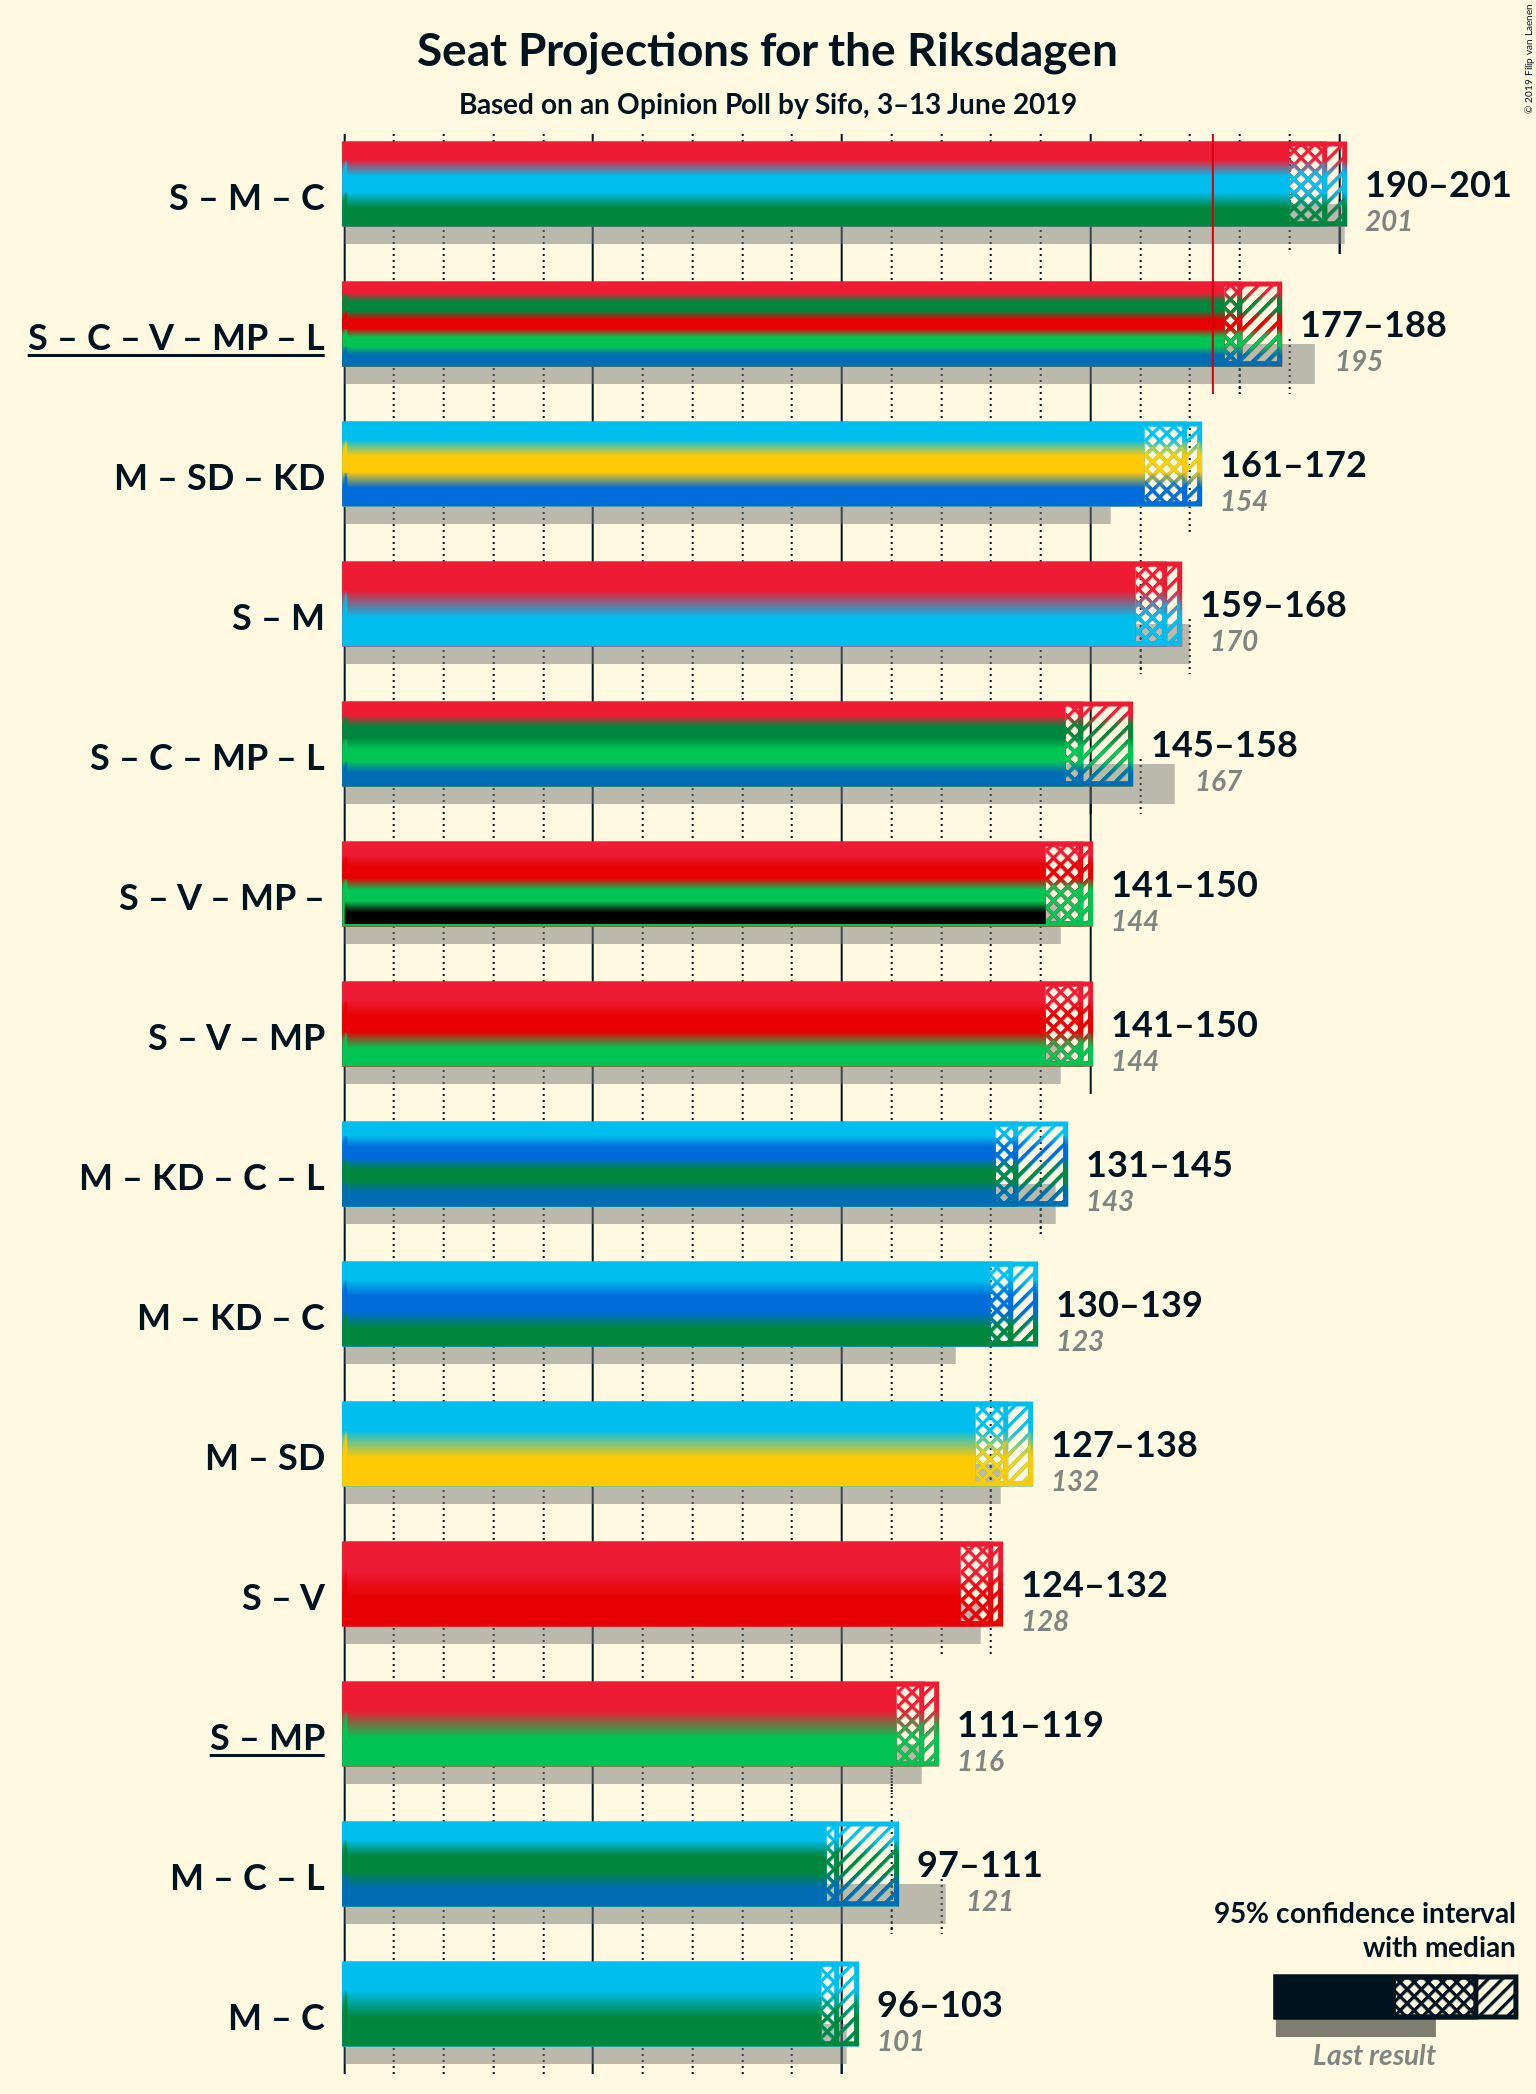 Seat Projections for the Riksdagen
Based on an Opinion Poll by Sifo, 3–13 June 2019
© 2019 Filip van Laenen
S – M – C
190–201
201
S – C – V – MP – L
177–188
195
M – SD – KD
161–172
154
S – M
159–168
170
S – C – MP – L
145–158
167
S – V – MP –
141–150
144
S – V – MP
141–150
144
M – KD – C – L
131–145
143
M – KD – C
130–139
123
M – SD
127–138
132
S – V
124–132
128
S – MP
111–119
116
M – C – L
97–111
121
M – C
96–103
101
95% confidence interval
with median
Last result